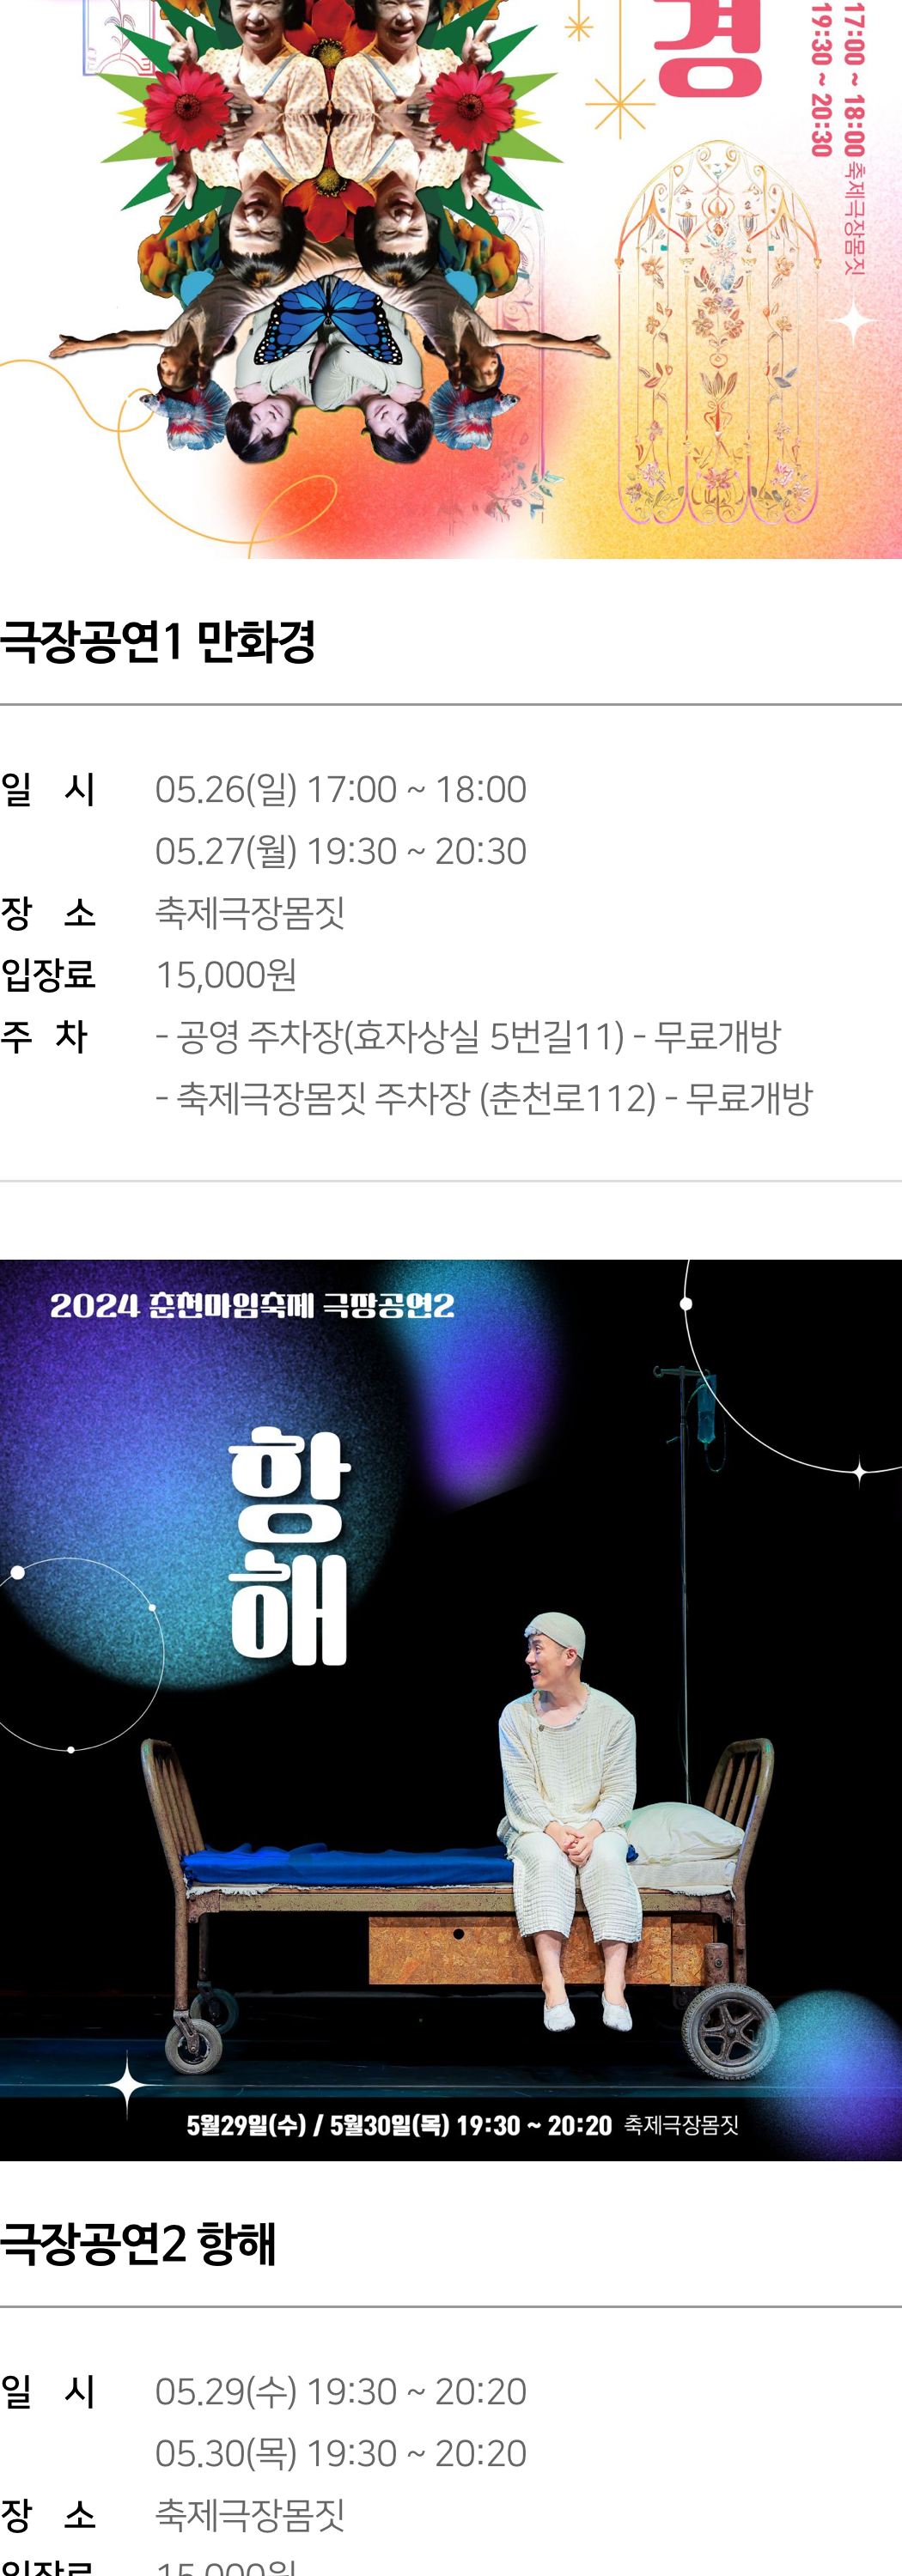 경
17:00 ~ 18:00 축제극장몸짓
19:30 ~ 20:30
극장공연1 만화경
일 시 05.26(일) 17:00 ~ 18:00
05.27(월) 19:30 ~ 20:30
장 소 축제극장몸짓
입장료 15,000원
주 차 - 공영 주차장(효자상실 5번길11) - 무료개방
- 축제극장몸짓 주차장 (춘천로112) - 무료개방
2024 춘천마임축제 극장공연2
항해
5월29일(수) / 5월30일(목) 19:30 ~ 20:20 축제극장몸짓
극장공연2 항해
일 시 05.29(수) 19:30 ~ 20:20
05.30(목) 19:30 ~ 20:20
장 소 축제극장몸짓
입장료 15,000원